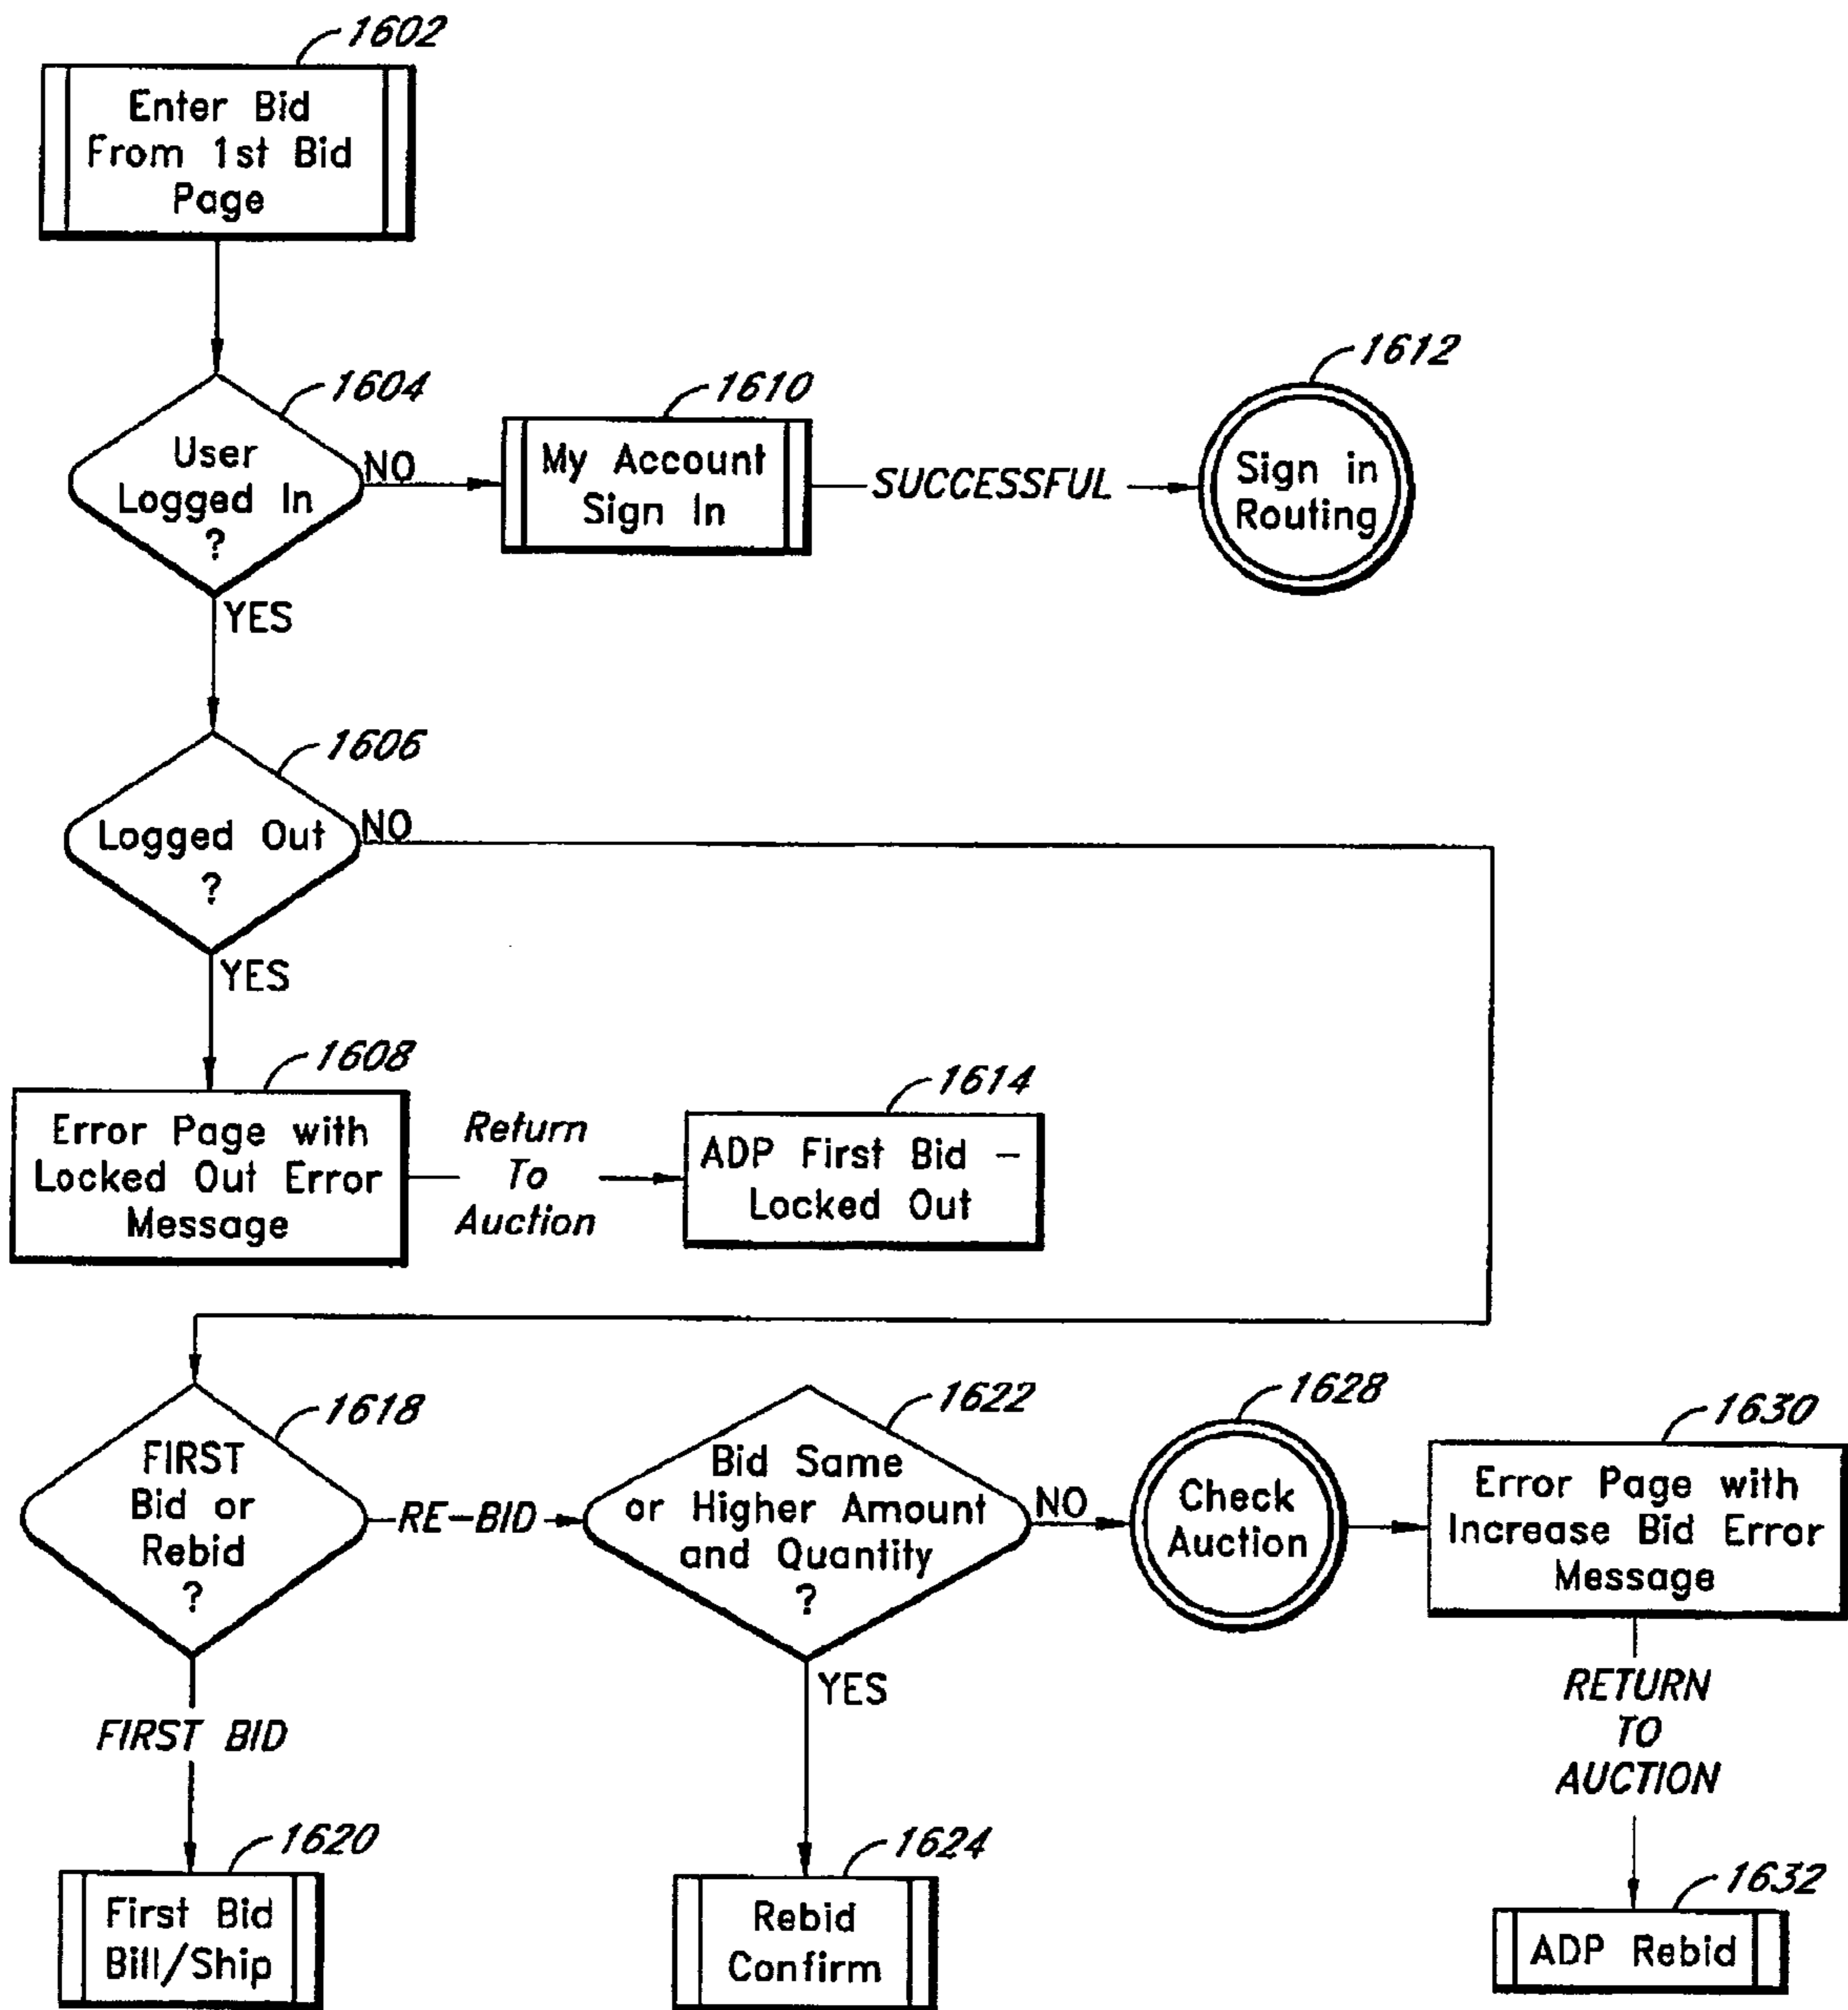 1602
Enter Bid
From 1st Bid
Page
1604
User
Logged In
?
NO
YES
1610
My Account
Sign In
SUCCESSFUL
1612
Sign in
Routing
1606
Logged Out
?
NO
YES
1608
Error Page with
Locked Out Error
Message
Return
To
Auction
1614
ADP First Bid -
Locked Out
1618
FIRST
Bid or
Rebid
?
RE-BID
1622
Bid Same
or Higher Amount
and Quantity
?
NO
YES
1628
Check
Auction
1630
Error Page with
Increase Bid Error
Message
FIRST BID
RETURN
TO
AUCTION
1620
First Bid
Bill/Ship
1624
Rebid
Confirm
1632
ADP Rebid